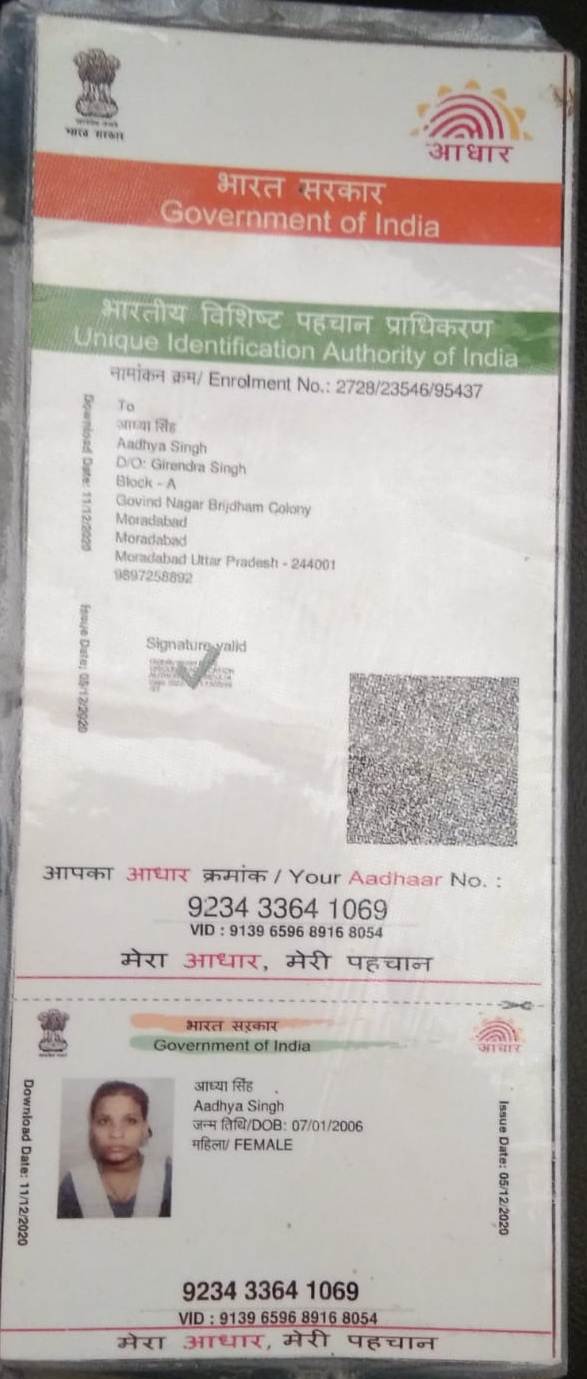 भारत सरकार
आधार
भारत सरकार
Government of India
भारतीय विशिष्ट पहचान प्राधिकरण
Unique Identification Authority of India
नामांकन क्रम/ Enrolment No.: 2728/23546/95437
Download Date: 11/12/2020
Issue Date: 05/12/2020
To
आध्या सिंह
Aadhya Singh
D/O: Girendra Singh
Block - A
Govind Nagar Brijdham Colony
Moradabad
Moradabad
Moradabad Uttar Pradesh - 244001
9897258892
Signature valid
आपका आधार क्रमांक / Your Aadhaar No. :
9234 3364 1069
VID : 9139 6596 8916 8054
मेरा आधार, मेरी पहचान
भारत सरकार
Government of India
आधार
Download Date: 11/12/2020
आध्या सिंह
Aadhya Singh
जन्म तिथि/DOB: 07/01/2006
महिला/ FEMALE
Issue Date: 05/12/2020
9234 3364 1069
VID : 9139 6596 8916 8054
मेरा आधार, मेरी पहचान